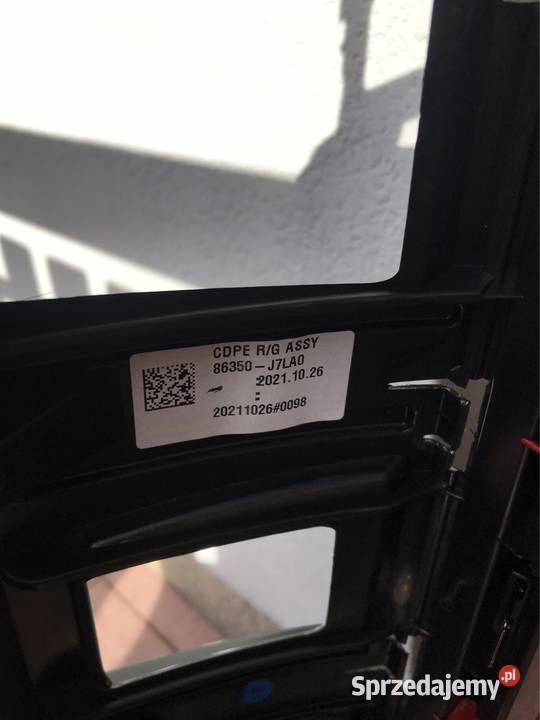 CDPE R/G ASSY
86350-J7LA0
2021.10.26
:
20211026#0098
Sprzedajemy.pl